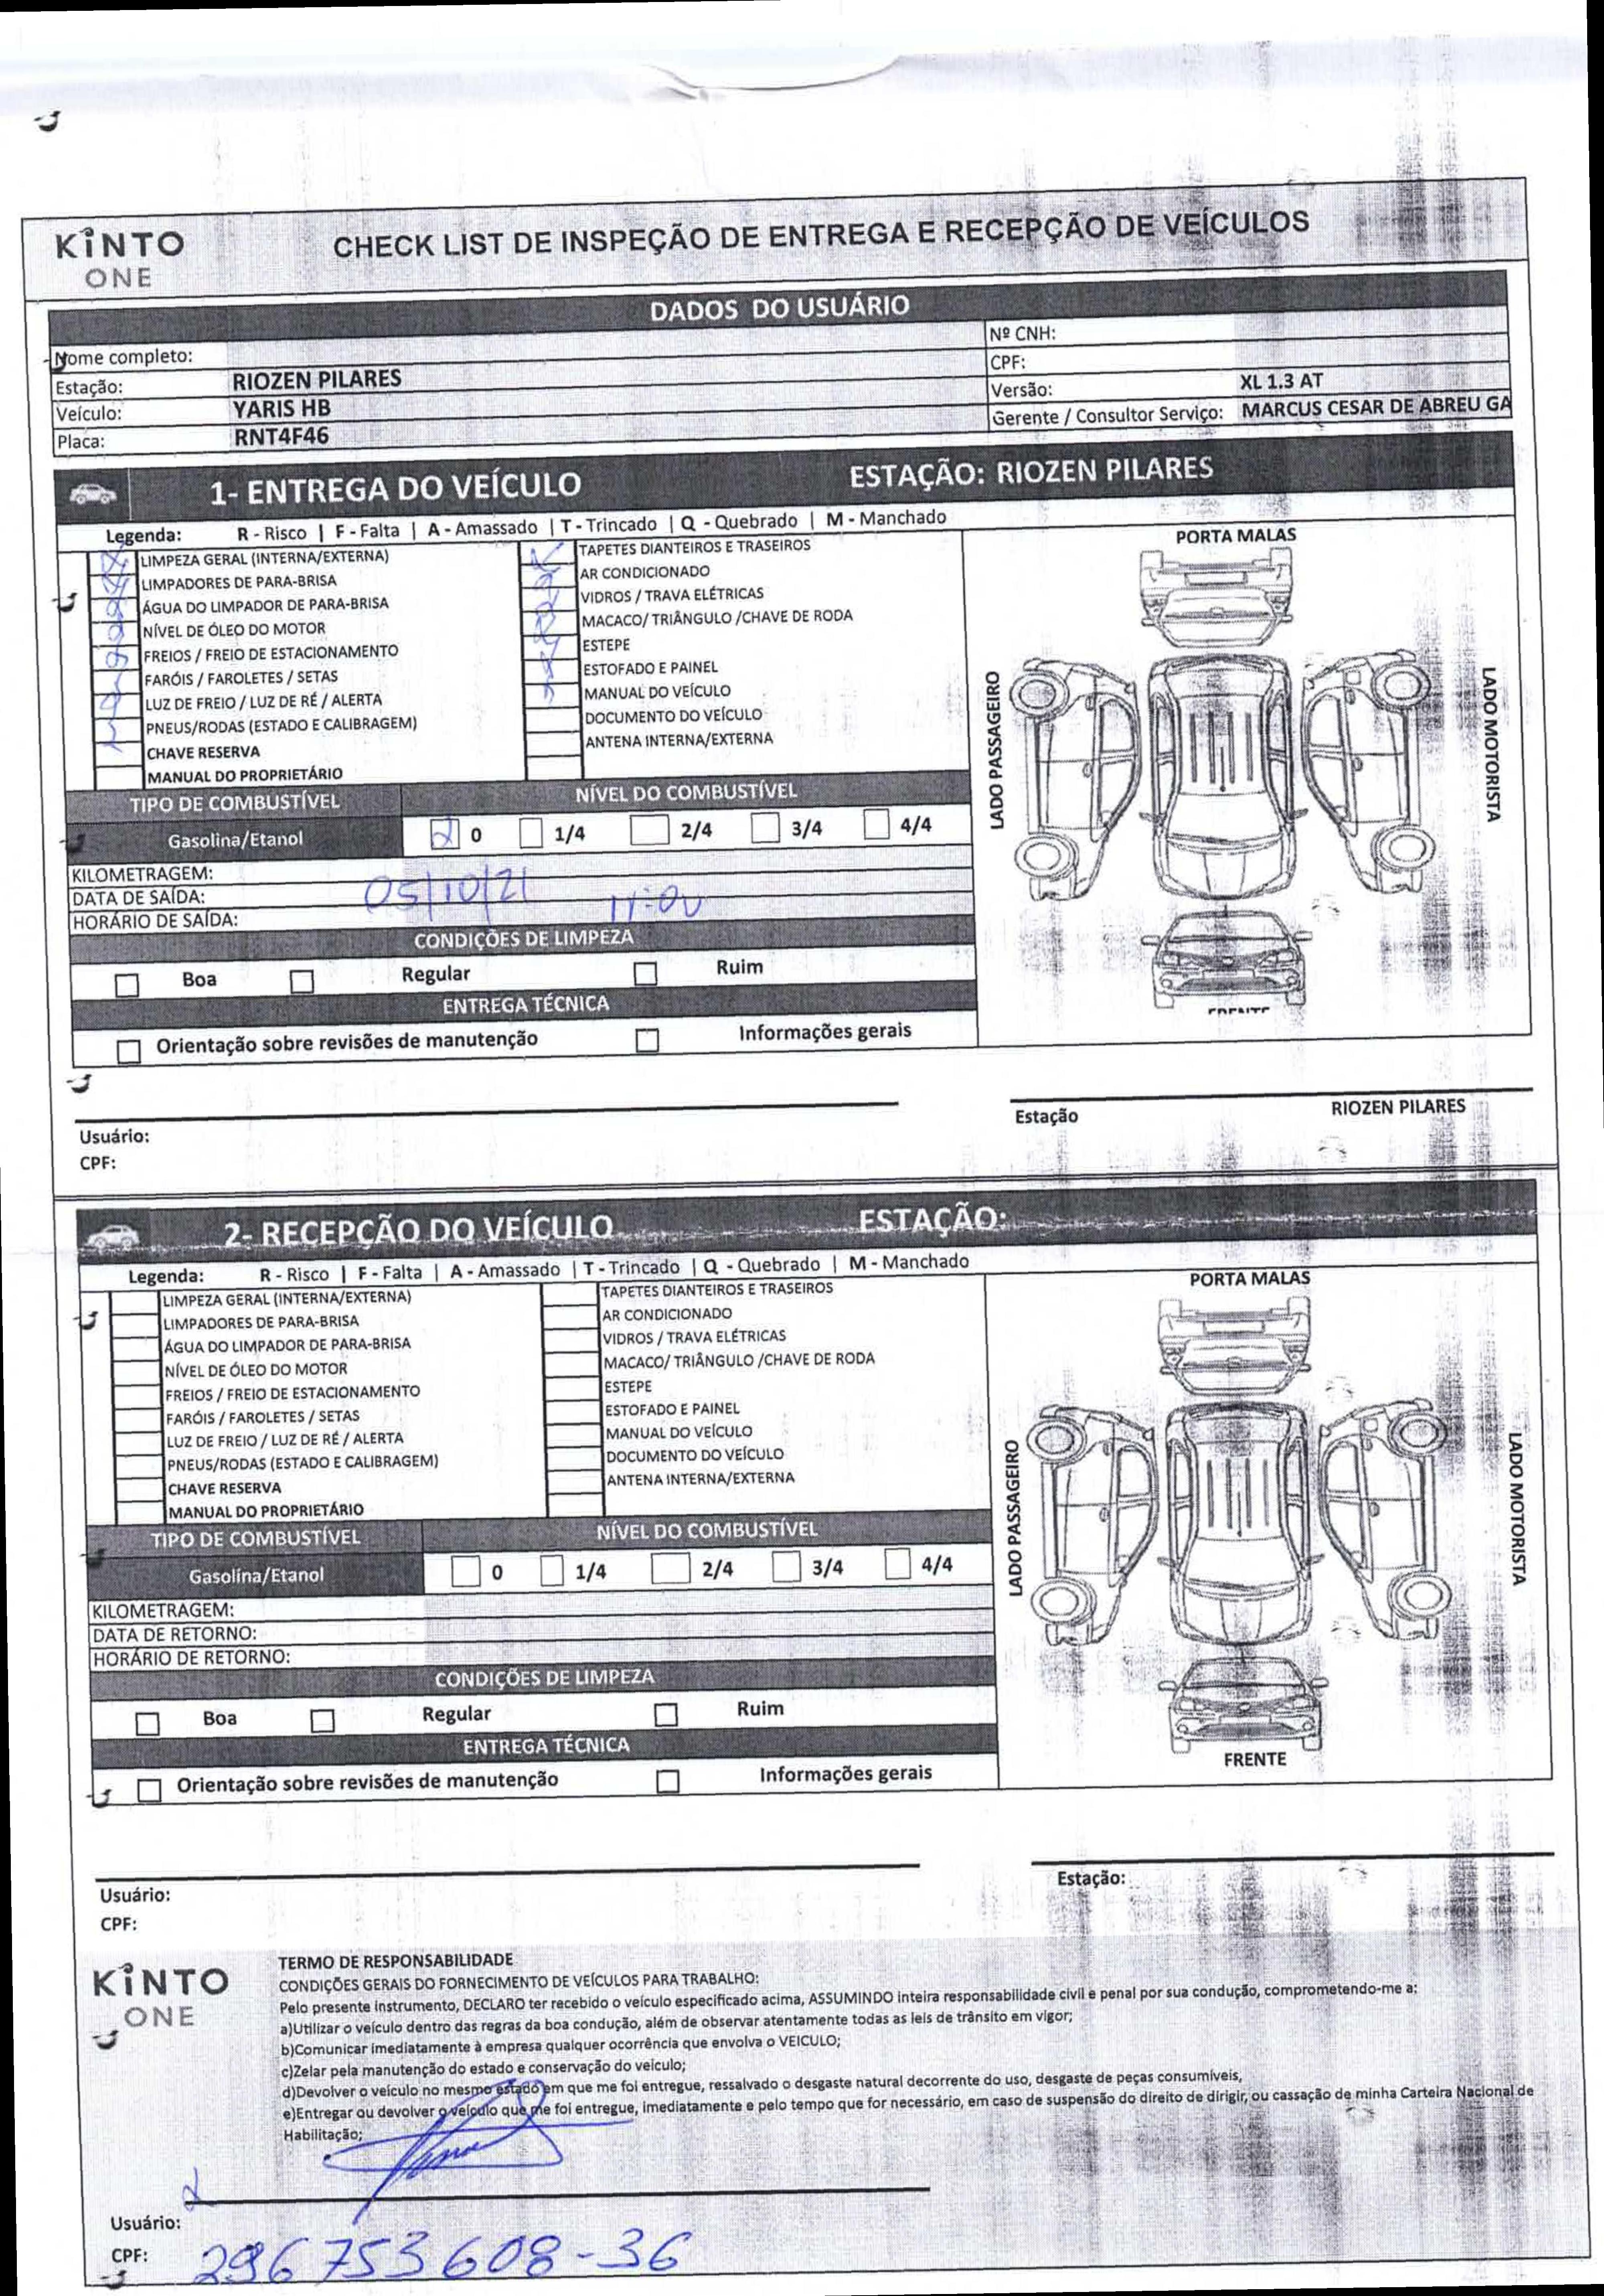 KINTO
ONE
CHECK LIST DE INSPEÇÃO DE ENTREGA E RECEPÇÃO DE VEÍCULOS
DADOS DO USUÁRIO
Nome completo:
Nº CNH:
CPF:
Estação: RIOZEN PILARES
Versão: XL 1.3 AT
Veículo: YARIS HB
Gerente / Consultor Serviço: MARCUS CESAR DE ABREU GA
Placa: RNT4F46
1- ENTREGA DO VEÍCULO ESTAÇÃO: RIOZEN PILARES
Legenda: R - Risco | F - Falta | A - Amassado | T - Trincado | Q - Quebrado | M - Manchado
LIMPEZA GERAL (INTERNA/EXTERNA)
LIMPADORES DE PARA-BRISA
ÁGUA DO LIMPADOR DE PARA-BRISA
NÍVEL DE ÓLEO DO MOTOR
FREIOS / FREIO DE ESTACIONAMENTO
FARÓIS / FAROLETES / SETAS
LUZ DE FREIO / LUZ DE RÉ / ALERTA
PNEUS/RODAS (ESTADO E CALIBRAGEM)
CHAVE RESERVA
MANUAL DO PROPRIETÁRIO
TAPETES DIANTEIROS E TRASEIROS
AR CONDICIONADO
VIDROS / TRAVA ELÉTRICAS
MACACO/ TRIÂNGULO /CHAVE DE RODA
ESTEPE
ESTOFADO E PAINEL
MANUAL DO VEÍCULO
DOCUMENTO DO VEÍCULO
ANTENA INTERNA/EXTERNA
PORTA MALAS
LADO PASSAGEIRO
LADO MOTORISTA
FRENTE
TIPO DE COMBUSTÍVEL NÍVEL DO COMBUSTÍVEL
Gasolina/Etanol 0 1/4 2/4 3/4 4/4
KILOMETRAGEM:
DATA DE SAÍDA: 05/10/21
HORÁRIO DE SAÍDA: 11:00
CONDIÇÕES DE LIMPEZA
Boa Regular Ruim
ENTREGA TÉCNICA
Orientação sobre revisões de manutenção Informações gerais
Usuário:
CPF:
Estação RIOZEN PILARES
2- RECEPÇÃO DO VEÍCULO ESTAÇÃO:
Legenda: R - Risco | F - Falta | A - Amassado | T - Trincado | Q - Quebrado | M - Manchado
LIMPEZA GERAL (INTERNA/EXTERNA)
LIMPADORES DE PARA-BRISA
ÁGUA DO LIMPADOR DE PARA-BRISA
NÍVEL DE ÓLEO DO MOTOR
FREIOS / FREIO DE ESTACIONAMENTO
FARÓIS / FAROLETES / SETAS
LUZ DE FREIO / LUZ DE RÉ / ALERTA
PNEUS/RODAS (ESTADO E CALIBRAGEM)
CHAVE RESERVA
MANUAL DO PROPRIETÁRIO
TAPETES DIANTEIROS E TRASEIROS
AR CONDICIONADO
VIDROS / TRAVA ELÉTRICAS
MACACO/ TRIÂNGULO /CHAVE DE RODA
ESTEPE
ESTOFADO E PAINEL
MANUAL DO VEÍCULO
DOCUMENTO DO VEÍCULO
ANTENA INTERNA/EXTERNA
PORTA MALAS
LADO PASSAGEIRO
LADO MOTORISTA
FRENTE
TIPO DE COMBUSTÍVEL NÍVEL DO COMBUSTÍVEL
Gasolina/Etanol 0 1/4 2/4 3/4 4/4
KILOMETRAGEM:
DATA DE RETORNO:
HORÁRIO DE RETORNO:
CONDIÇÕES DE LIMPEZA
Boa Regular Ruim
ENTREGA TÉCNICA
Orientação sobre revisões de manutenção Informações gerais
Usuário:
CPF:
Estação:
KINTO
ONE
TERMO DE RESPONSABILIDADE
CONDIÇÕES GERAIS DO FORNECIMENTO DE VEÍCULOS PARA TRABALHO:
Pelo presente instrumento, DECLARO ter recebido o veículo especificado acima, ASSUMINDO inteira responsabilidade civil e penal por sua condução, comprometendo-me a:
a)Utilizar o veículo dentro das regras da boa condução, além de observar atentamente todas as leis de trânsito em vigor;
b)Comunicar imediatamente à empresa qualquer ocorrência que envolva o VEICULO;
c)Zelar pela manutenção do estado e conservação do veículo;
d)Devolver o veículo no mesmo estado em que me foi entregue, ressalvado o desgaste natural decorrente do uso, desgaste de peças consumíveis,
e)Entregar ou devolver o veículo que me foi entregue, imediatamente e pelo tempo que for necessário, em caso de suspensão do direito de dirigir, ou cassação de minha Carteira Nacional de
Habilitação;
Usuário:
CPF: 296753608-36